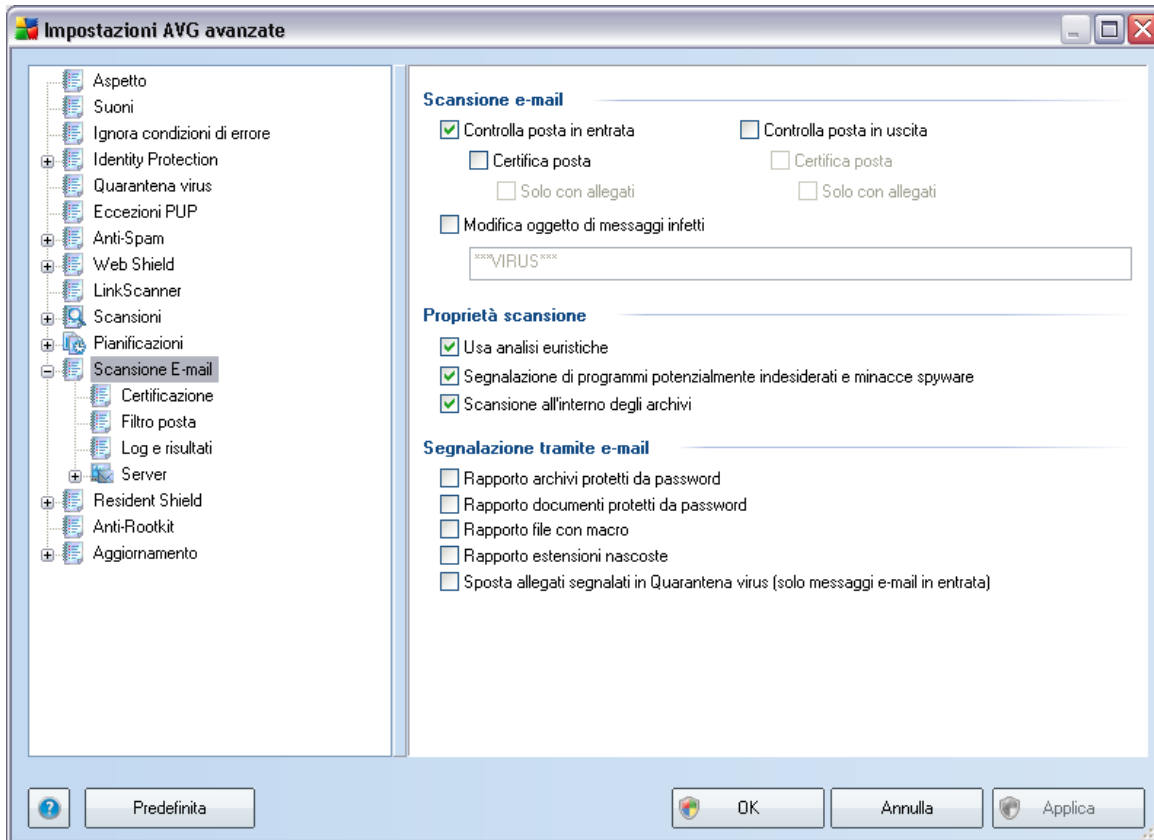 Impostazioni AVG avanzate
Aspetto
Suoni
Ignora condizioni di errore
Identity Protection
Quarantena virus
Eccezioni PUP
Anti-Spam
Web Shield
LinkScanner
Scansioni
Pianificazioni
Scansione E-mail
Certificazione
Filtro posta
Log e risultati
Server
Resident Shield
Anti-Rootkit
Aggiornamento
Scansione e-mail
Controlla posta in entrata
Controlla posta in uscita
Certifica posta
Certifica posta
Solo con allegati
Solo con allegati
Modifica oggetto di messaggi infetti
***VIRUS***
Proprietà scansione
Usa analisi euristiche
Segnalazione di programmi potenzialmente indesiderati e minacce spyware
Scansione all'interno degli archivi
Segnalazione tramite e-mail
Rapporto archivi protetti da password
Rapporto documenti protetti da password
Rapporto file con macro
Rapporto estensioni nascoste
Sposta allegati segnalati in Quarantena virus (solo messaggi e-mail in entrata)
?
Predefinita
OK
Annulla
Applica